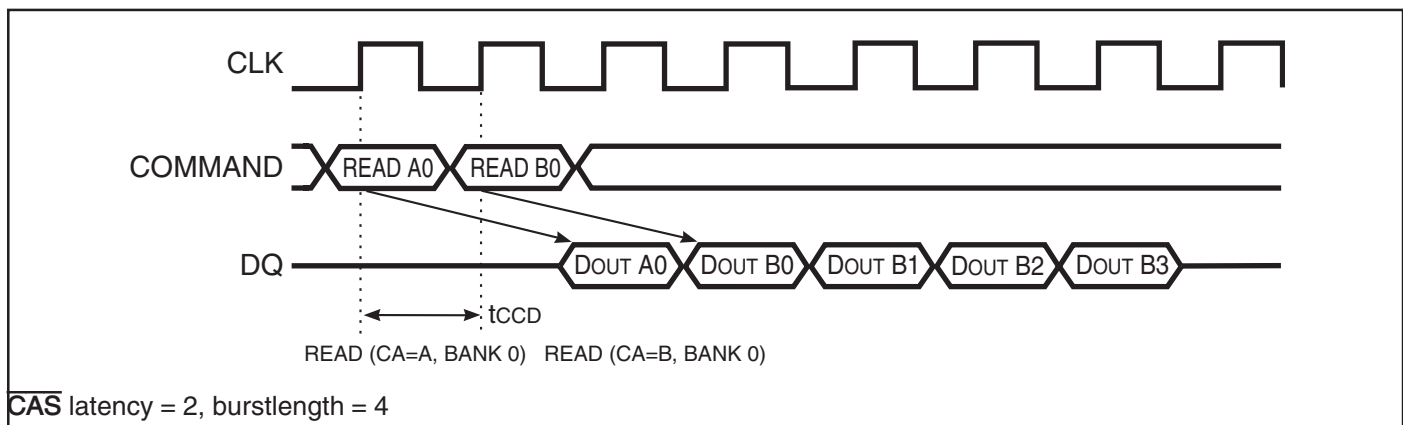 CLK
COMMAND READ A0 READ B0
DQ DOUT A0 DOUT B0 DOUT B1 DOUT B2 DOUT B3
tCCD
READ (CA=A, BANK 0) READ (CA=B, BANK 0)
CAS latency = 2, burstlength = 4